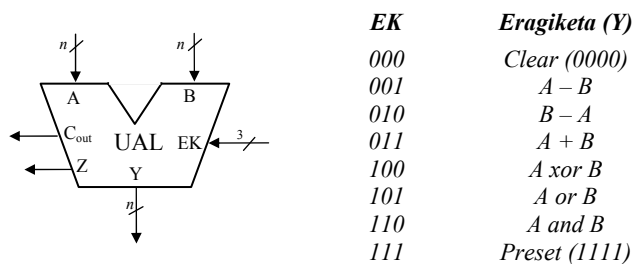 n
n
A
B
C out
UAL
EK
3
Z
Y
n
EK Eragiketa (Y)
000 Clear (0000)
001 A – B
010 B – A
011 A + B
100 A xor B
101 A or B
110 A and B
111 Preset (1111)